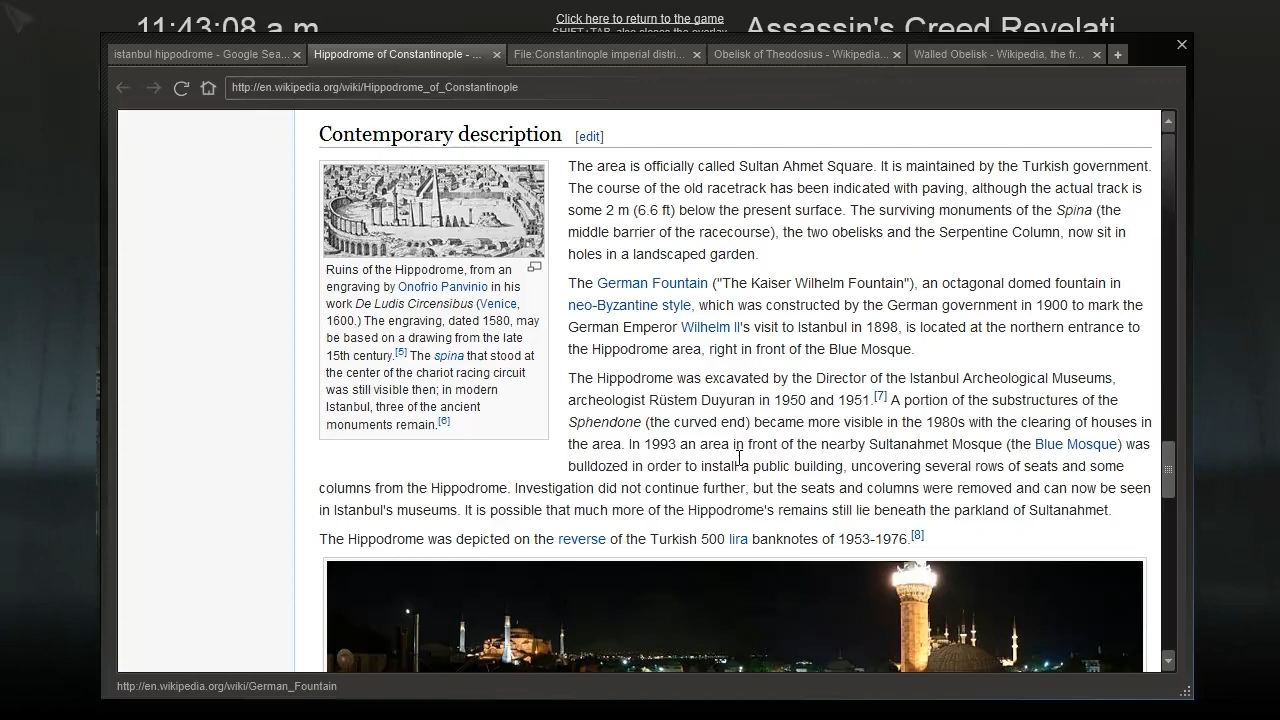 11:43:08 a.m
Click here to return to the game
Assassin's Creed Revelati
SHIFT+TAB also closes the overlay
istanbul hippodrome - Google Sea...
Hippodrome of Constantinople - ...
File:Constantinople imperial distri...
Obelisk of Theodosius - Wikipedia...
Walled Obelisk - Wikipedia, the fr...
http://en.wikipedia.org/wiki/Hippodrome_of_Constantinople
Contemporary description [edit]
Ruins of the Hippodrome, from an
engraving by Onofrio Panvinio in his
work De Ludis Circensibus (Venice,
1600.) The engraving, dated 1580, may
be based on a drawing from the late
15th century.[5] The spina that stood at
the center of the chariot racing circuit
was still visible then; in modern
Istanbul, three of the ancient
monuments remain.[6]
The area is officially called Sultan Ahmet Square. It is maintained by the Turkish government.
The course of the old racetrack has been indicated with paving, although the actual track is
some 2 m (6.6 ft) below the present surface. The surviving monuments of the Spina (the
middle barrier of the racecourse), the two obelisks and the Serpentine Column, now sit in
holes in a landscaped garden.
The German Fountain ("The Kaiser Wilhelm Fountain"), an octagonal domed fountain in
neo-Byzantine style, which was constructed by the German government in 1900 to mark the
German Emperor Wilhelm II's visit to Istanbul in 1898, is located at the northern entrance to
the Hippodrome area, right in front of the Blue Mosque.
The Hippodrome was excavated by the Director of the Istanbul Archeological Museums,
archeologist Rüstem Duyuran in 1950 and 1951.[7] A portion of the substructures of the
Sphendone (the curved end) became more visible in the 1980s with the clearing of houses in
the area. In 1993 an area in front of the nearby Sultanahmet Mosque (the Blue Mosque) was
bulldozed in order to install a public building, uncovering several rows of seats and some
columns from the Hippodrome. Investigation did not continue further, but the seats and columns were removed and can now be seen
in Istanbul's museums. It is possible that much more of the Hippodrome's remains still lie beneath the parkland of Sultanahmet.
The Hippodrome was depicted on the reverse of the Turkish 500 lira banknotes of 1953-1976.[8]
http://en.wikipedia.org/wiki/German_Fountain